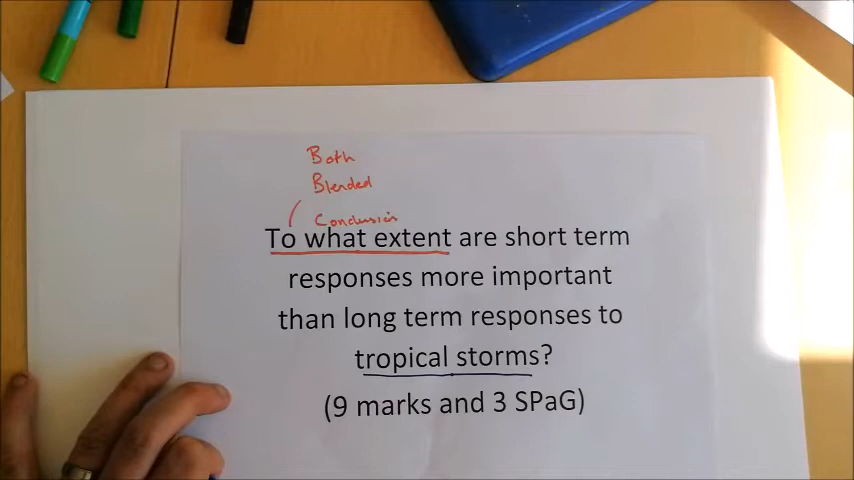 Both
Blended
Conclusion
To what extent are short term
responses more important
than long term responses to
tropical storms?
(9 marks and 3 SPaG)